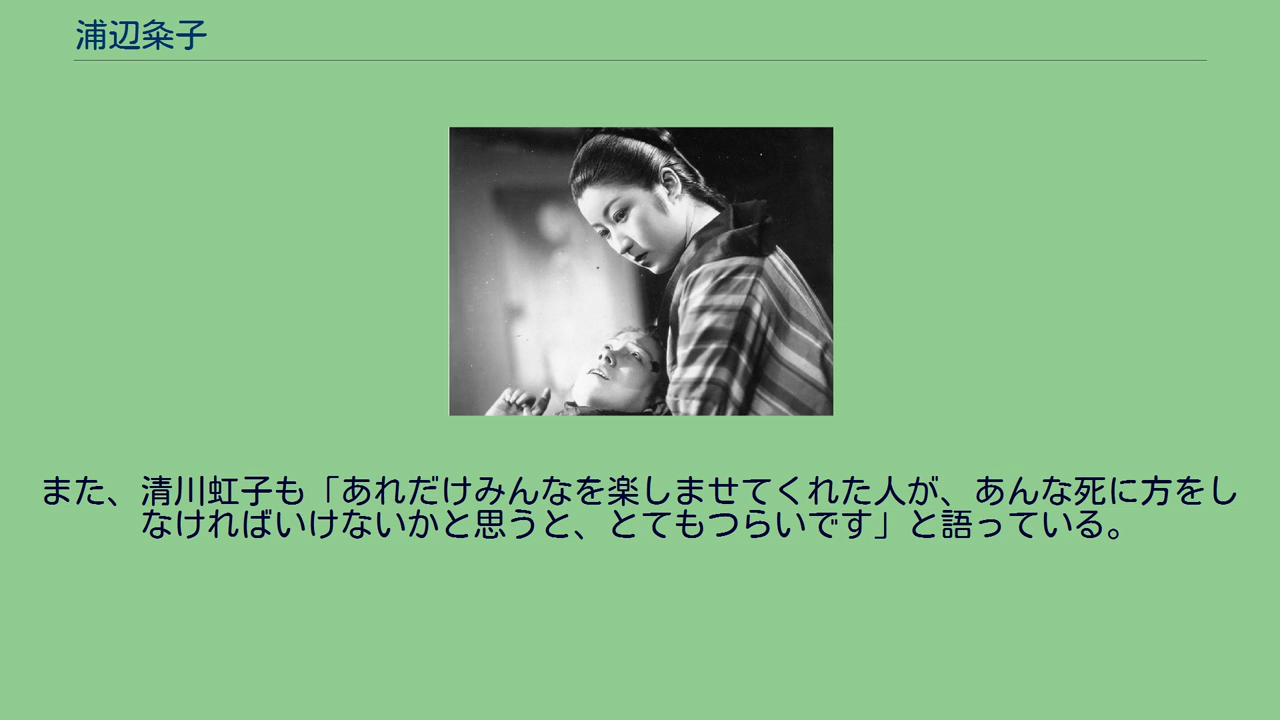 浦辺粂子
また、清川虹子も「あれだけみんなを楽しませてくれた人が、あんな死に方をし
なければいけないかと思うと、とてもつらいです」と語っている。